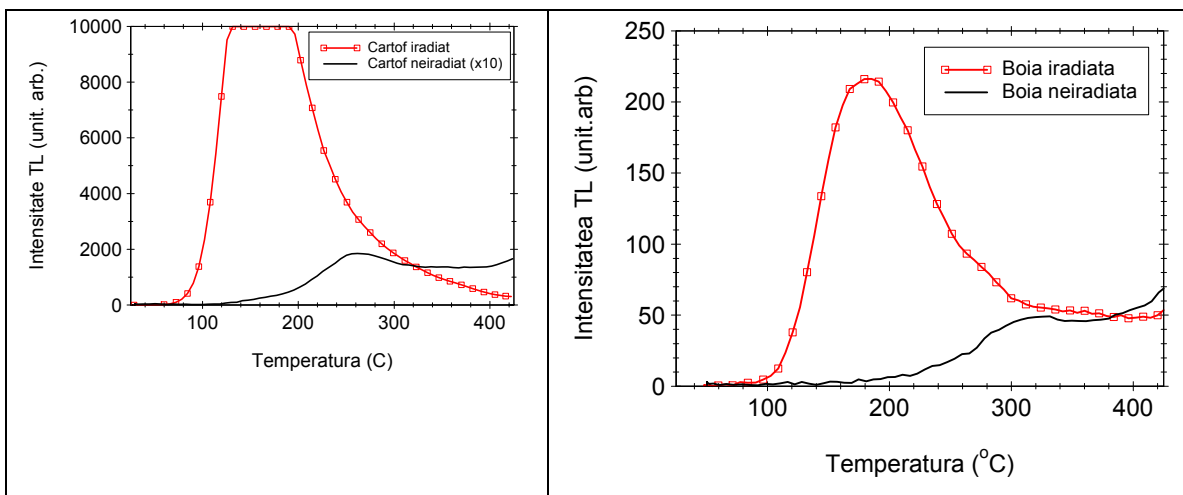 10000
8000
6000
4000
2000
0
Intensitate TL (unit. arb.)
Cartof iradiat
Cartof neiradiat (x10)
100 200 300 400
Temperatura (C)
250
200
150
100
50
0
Intensitatea TL (unit.arb)
Boia iradiata
Boia neiradiata
100 200 300 400
Temperatura (°C)